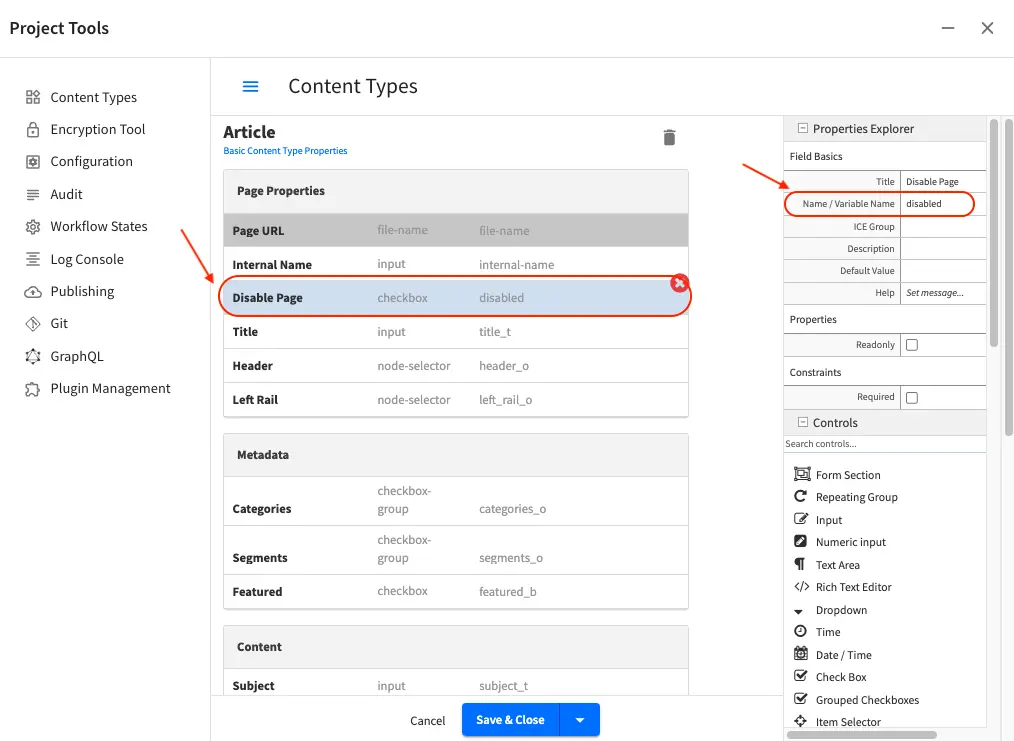 Project Tools
Content Types
Encryption Tool
Configuration
Audit
Workflow States
Log Console
Publishing
Git
GraphQL
Plugin Management
Content Types
Article
Basic Content Type Properties
Page Properties
Page URL file-name file-name
Internal Name input internal-name
Disable Page checkbox disabled
Title input title_t
Header node-selector header_o
Left Rail node-selector left_rail_o
Metadata
Categories checkbox-group categories_o
Segments checkbox-group segments_o
Featured checkbox featured_b
Content
Subject input subject_t
Cancel Save & Close
Properties Explorer
Field Basics
Title Disable Page
Name / Variable Name disabled
ICE Group
Description
Default Value
Help Set message...
Properties
Readonly
Constraints
Required
Controls
Search controls...
Form Section
Repeating Group
Input
Numeric input
Text Area
Rich Text Editor
Dropdown
Time
Date / Time
Check Box
Grouped Checkboxes
Item Selector